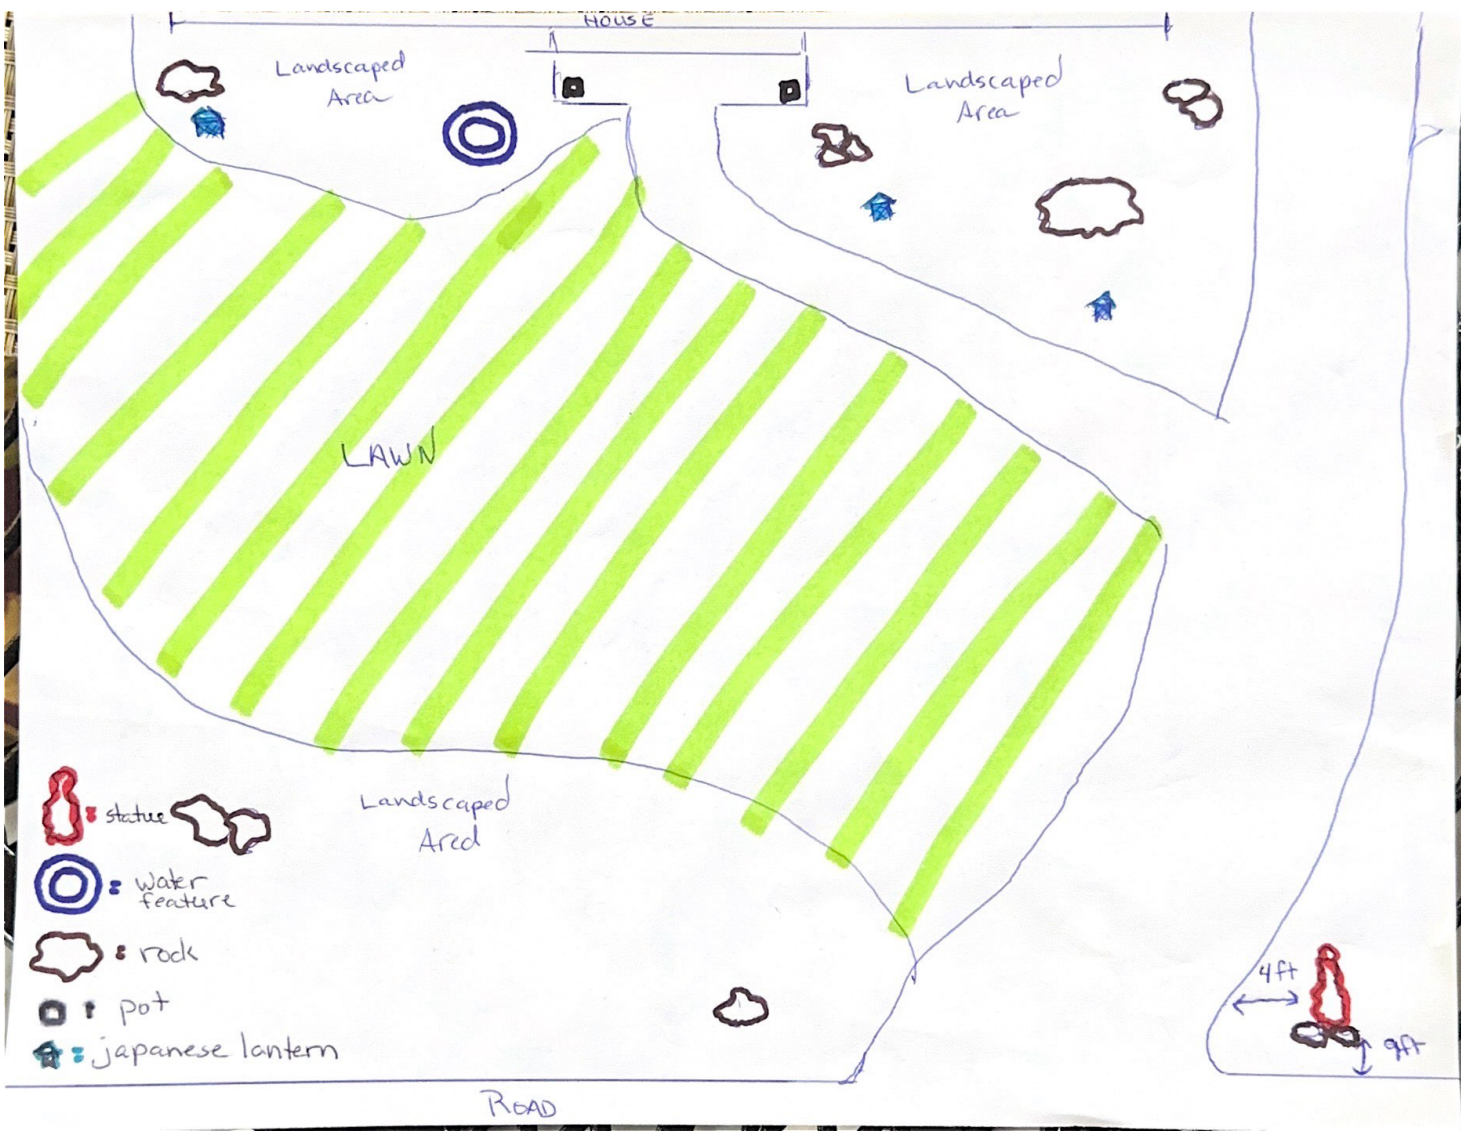 HOUSE
Landscaped
Area
Landscaped
Area
LAWN
Landscaped
Area
: statue
: water
feature
: rock
: pot
: japanese lantern
4ft
9ft
ROAD